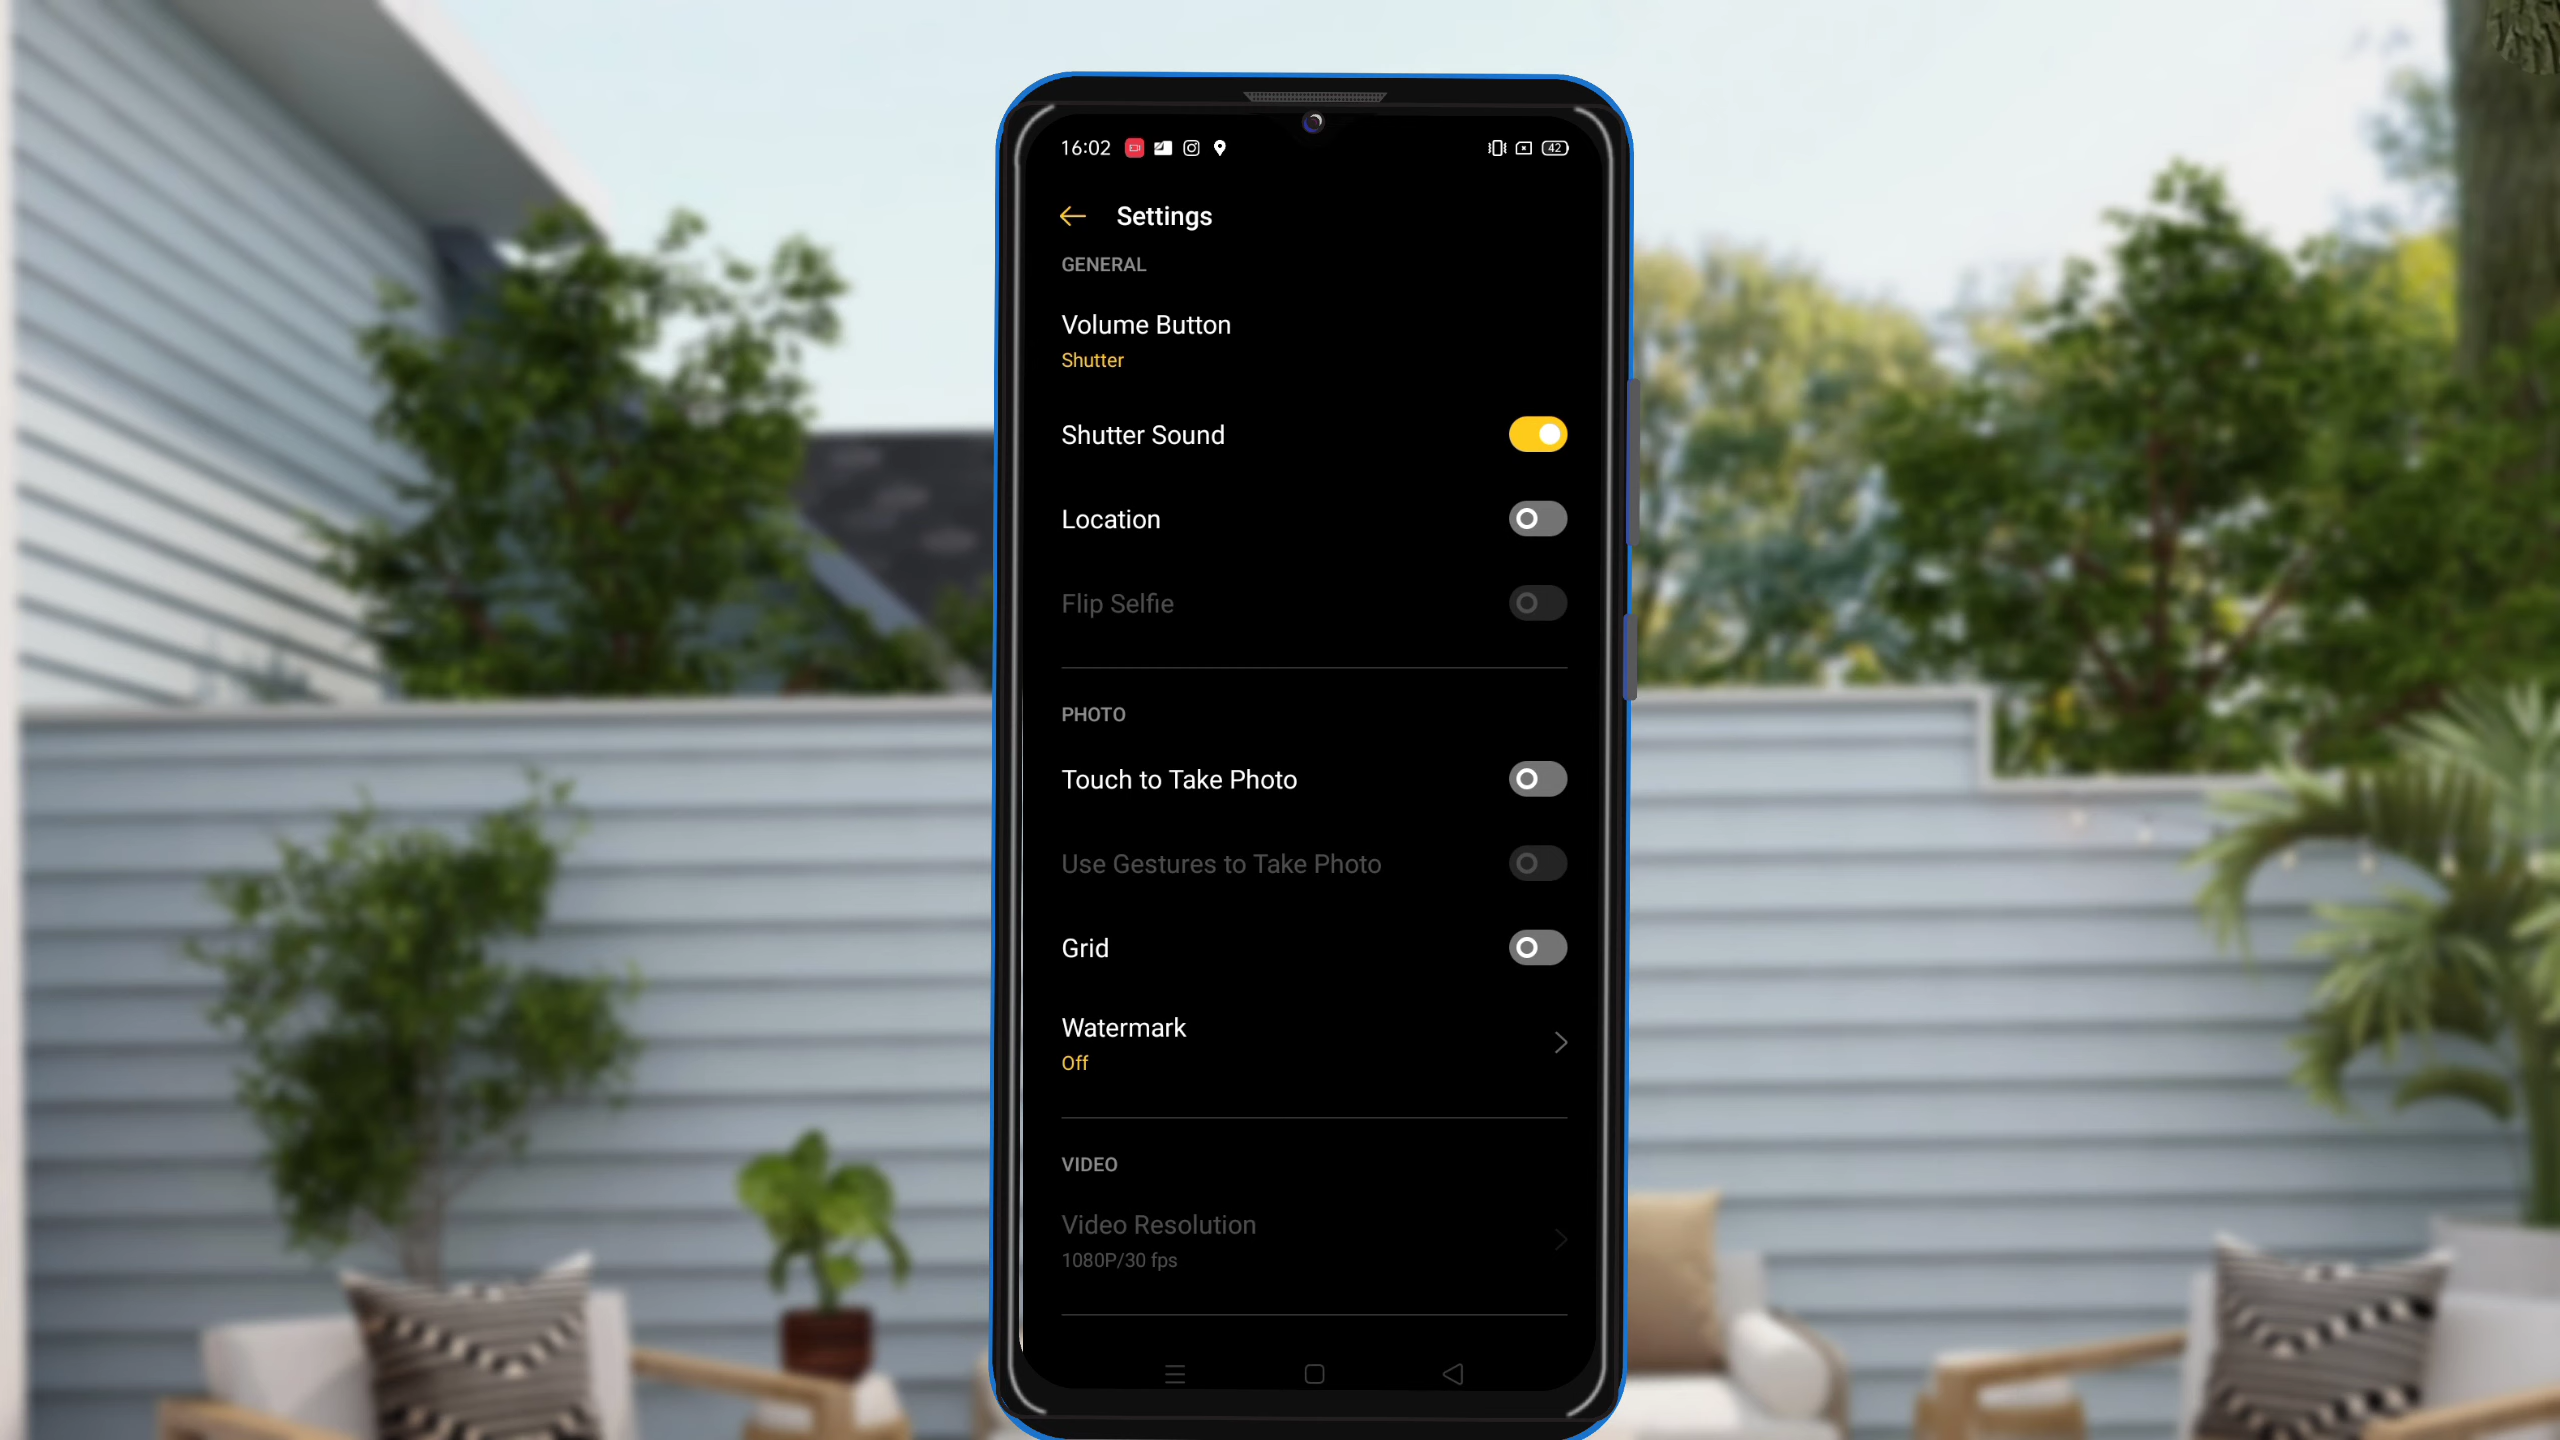 16:02
42
Settings
GENERAL
Volume Button
Shutter
Shutter Sound
Location
Flip Selfie
PHOTO
Touch to Take Photo
Use Gestures to Take Photo
Grid
Watermark
Off
VIDEO
Video Resolution
1080P/30 fps